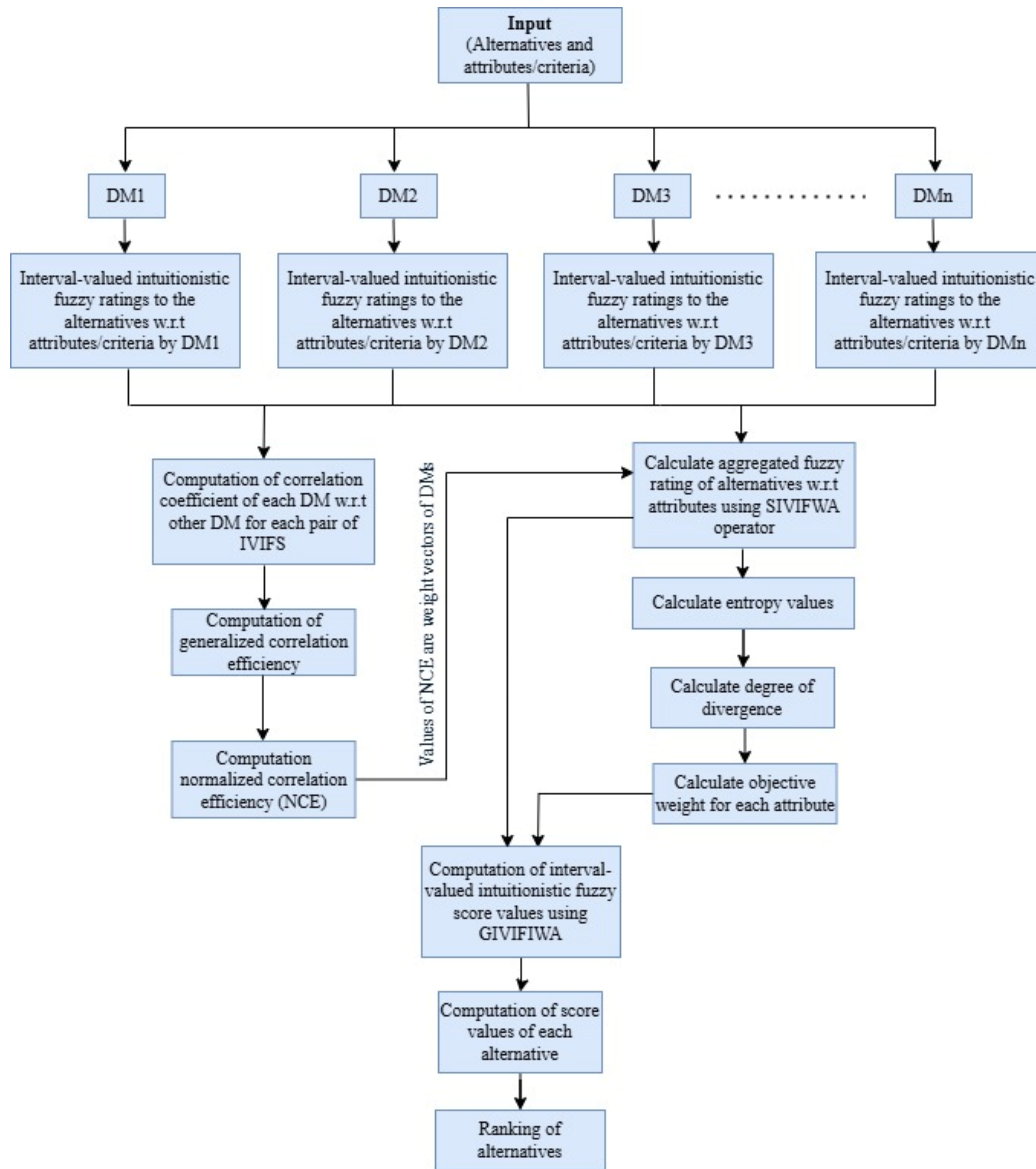 Input
(Alternatives and
attributes/criteria)
DM1
DM2
DM3
DMn
Interval-valued intuitionistic
fuzzy ratings to the
alternatives w.r.t
attributes/criteria by DM1
Interval-valued intuitionistic
fuzzy ratings to the
alternatives w.r.t
attributes/criteria by DM2
Interval-valued intuitionistic
fuzzy ratings to the
alternatives w.r.t
attributes/criteria by DM3
Interval-valued intuitionistic
fuzzy ratings to the
alternatives w.r.t
attributes/criteria by DMn
Computation of correlation
coefficient of each DM w.r.t
other DM for each pair of
IVIFS
Computation of
generalized correlation
efficiency
Computation
normalized correlation
efficiency (NCE)
Values of NCE are weight vectors of DMs
Calculate aggregated fuzzy
rating of alternatives w.r.t
attributes using SIVIFWA
operator
Calculate entropy values
Calculate degree of
divergence
Calculate objective
weight for each attribute
Computation of interval-
valued intuitionistic fuzzy
score values using
GIVIFIWA
Computation of score
values of each
alternative
Ranking of
alternatives